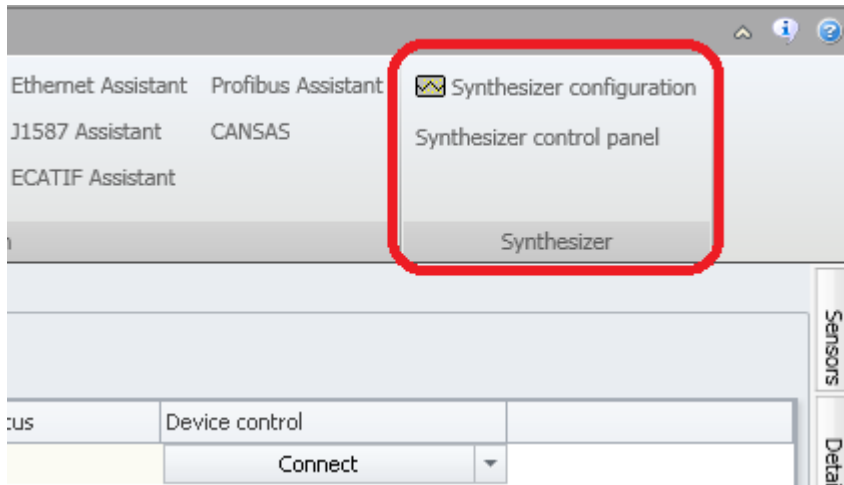 Ethernet Assistant Profibus Assistant Synthesizer configuration
J1587 Assistant CANSAS Synthesizer control panel
ECATIF Assistant
Synthesizer
Sensors
Device control
Connect